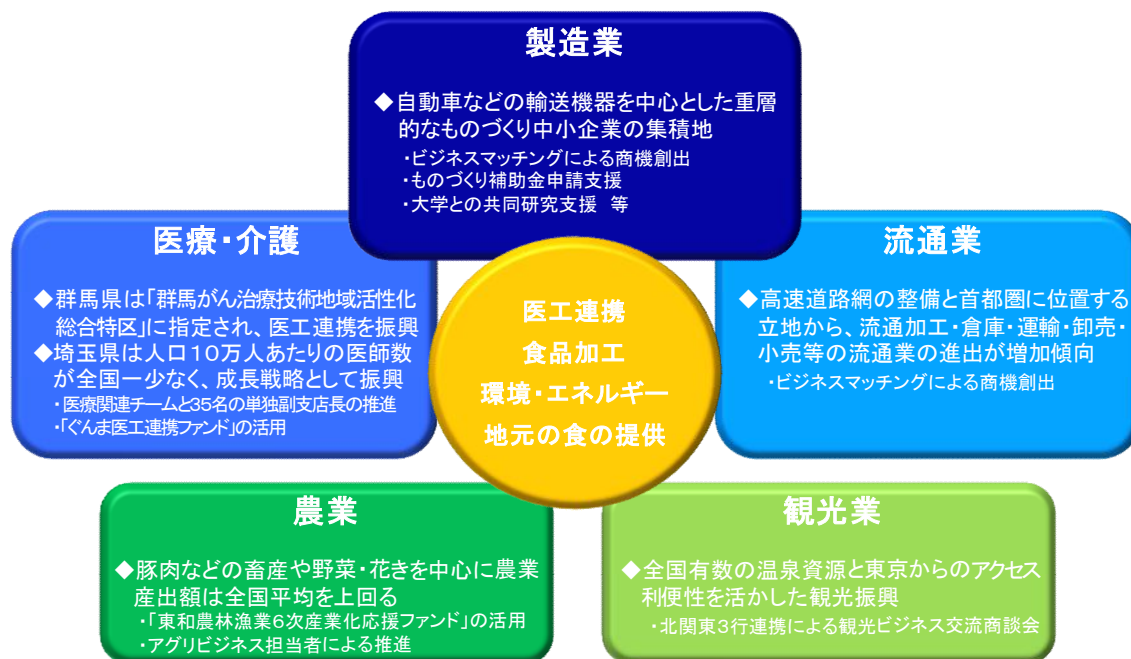 製造業
◆自動車などの輸送機器を中心とした重層
的なものづくり中小企業の集積地
・ビジネスマッチングによる商機創出
・ものづくり補助金申請支援
・大学との共同研究支援 等
医療・介護
◆群馬県は「群馬がん治療技術地域活性化
総合特区」に指定され、医工連携を振興
◆埼玉県は人口10万人あたりの医師数
が全国一少なく、成長戦略として振興
・医療関連チームと35名の単独副支店長の推進
・「ぐんま医工連携ファンド」の活用
医工連携
食品加工
環境・エネルギー
地元の食の提供
流通業
◆高速道路網の整備と首都圏に位置する
立地から、流通加工・倉庫・運輸・卸売・
小売等の流通業の進出が増加傾向
・ビジネスマッチングによる商機創出
農業
◆豚肉などの畜産や野菜・花きを中心に農業
産出額は全国平均を上回る
・「東和農林漁業6次産業化応援ファンド」の活用
・アグリビジネス担当者による推進
観光業
◆全国有数の温泉資源と東京からのアクセス
利便性を活かした観光振興
・北関東3行連携による観光ビジネス交流商談会